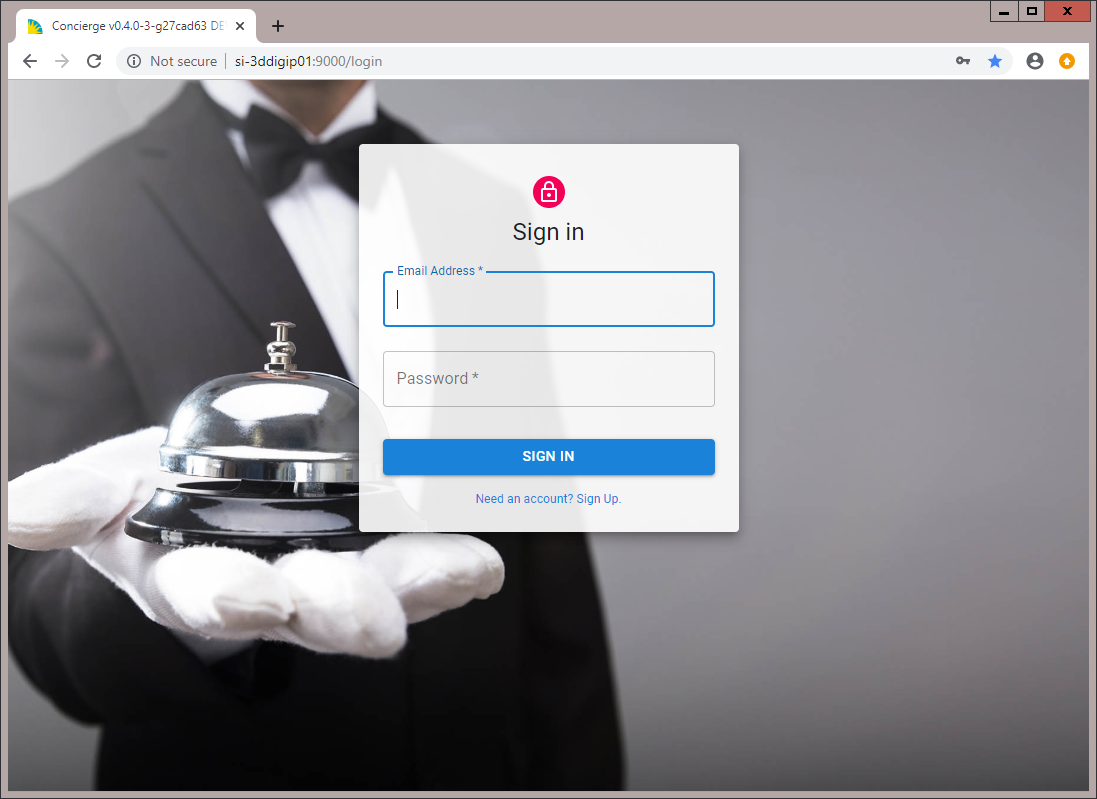 Concierge v0.4.0-3-g27cad63 DE
Not secure
si-3ddigip01:9000/login
Sign in
Email Address *
Password *
SIGN IN
Need an account? Sign Up.